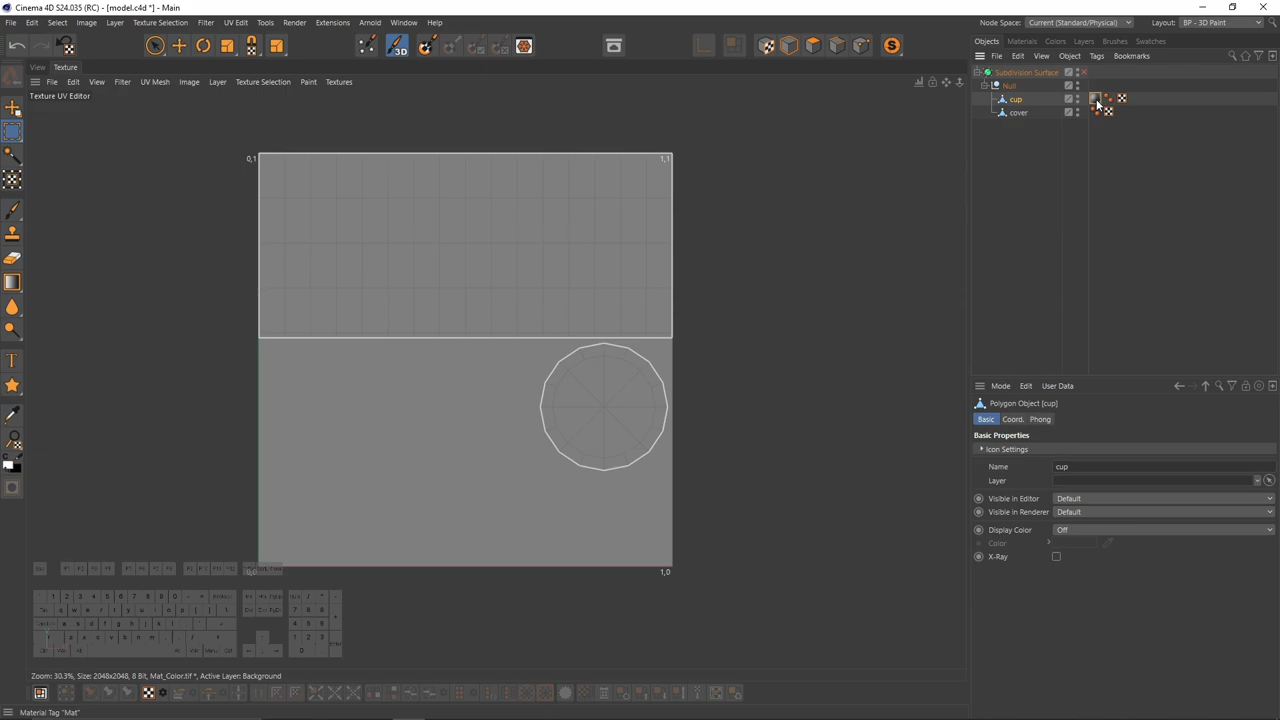 Cinema 4D S24.035 (RC) - [model.c4d *] - Main
File Edit Select Image Layer Texture Selection Filter UV Edit Tools Render Extensions Arnold Window Help
Node Space: Current (Standard/Physical) Layout: BP - 3D Paint
Objects Materials Colors Layers Brushes Swatches
File Edit View Object Tags Bookmarks
View Texture
File Edit View Filter UV Mesh Image Layer Texture Selection Paint Textures
Texture UV Editor
Subdivision Surface
Null
cup
cover
0,1 1,1
1,0
Mode Edit User Data
Polygon Object [cup]
Basic Coord. Phong
Basic Properties
Icon Settings
Name cup
Layer
Visible in Editor Default
Visible in Renderer Default
Display Color Off
Color
X-Ray
Zoom: 30.3%, Size: 2048x2048, 8 Bit, Mat_Color.tif *, Active Layer: Background
Material Tag "Mat"